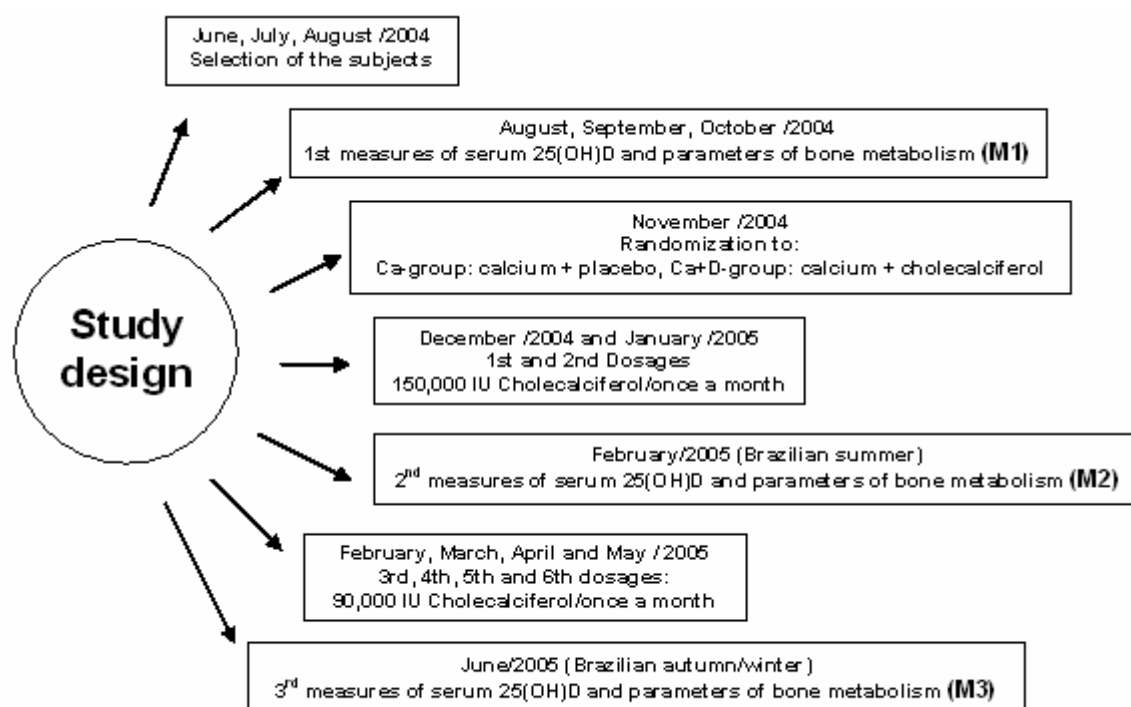 June, July, August /2004
Selection of the subjects
August, September, October /2004
1st measures of serum 25(OH)D and parameters of bone metabolism (M1)
November /2004
Randomization to:
Ca-group: calcium + placebo, Ca+D-group: calcium + cholecalciferol
Study
design
December /2004 and January /2005
1st and 2nd Dosages
150,000 IU Cholecalciferol/once a month
February/2005 (Brazilian summer)
2nd measures of serum 25(OH)D and parameters of bone metabolism (M2)
February, March, April and May /2005
3rd, 4th, 5th and 6th dosages:
90,000 IU Cholecalciferol/once a month
June/2005 (Brazilian autumn/winter)
3rd measures of serum 25(OH)D and parameters of bone metabolism (M3)